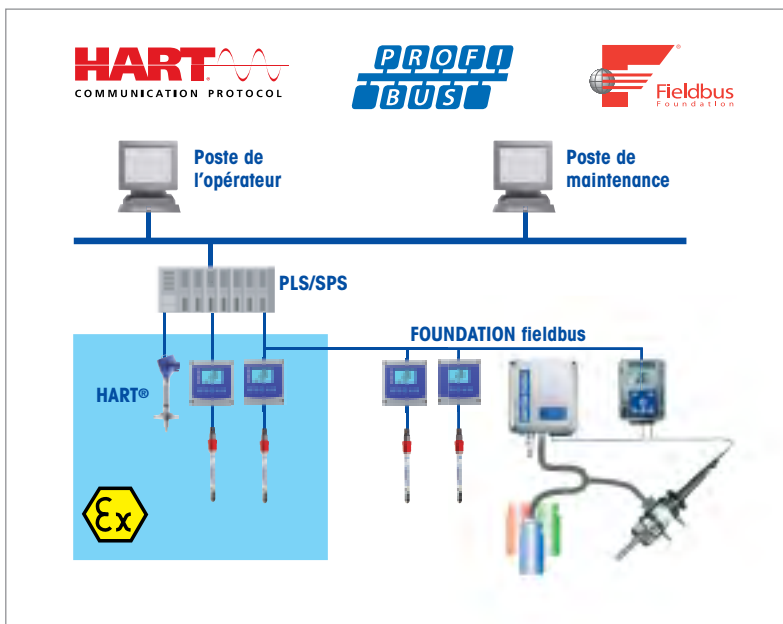 HART®
COMMUNICATION PROTOCOL
PROFI
BUS
®
Fieldbus
Foundation
Poste de
l'opérateur
Poste de
maintenance
PLS/SPS
FOUNDATION fieldbus
HART®
Ex